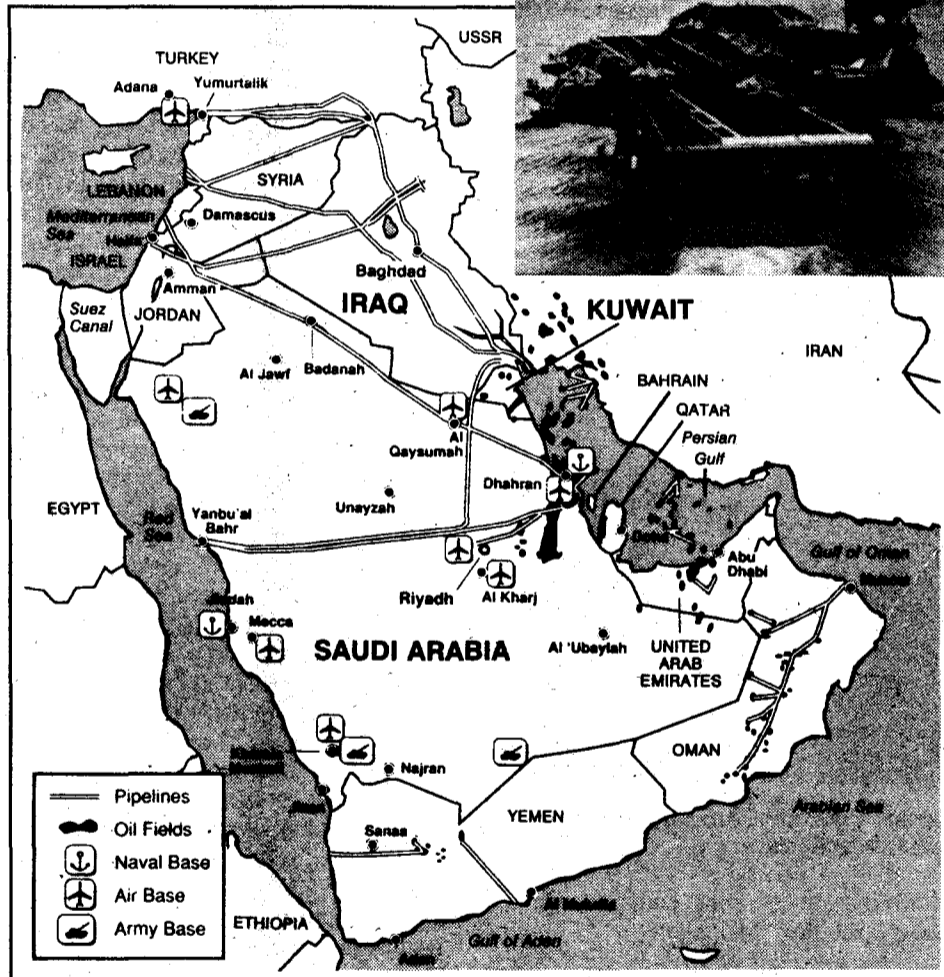 USSR
TURKEY
Adana
Yumurtalik
SYRIA
LEBANON
Mediterranean
Sea
Damascus
Haifa
ISRAEL
Baghdad
Amman
IRAQ
KUWAIT
Suez
Canal
JORDAN
IRAN
Al Jawf
Badanah
BAHRAIN
QATAR
Al
Qaysumah
Persian
Gulf
Dhahran
EGYPT
Red
Sea
Yanbu'al
Bahr
Unayzah
Doha
Abu
Dhabi
Gulf of Oman
Riyadh
Al Kharj
Jiddah
Mecca
SAUDI ARABIA
Al 'Ubaylah
UNITED
ARAB
EMIRATES
OMAN
Najran
Arabian Sea
YEMEN
Sanaa
ETHIOPIA
Gulf of Aden
Aden
Pipelines
Oil Fields
Naval Base
Air Base
Army Base